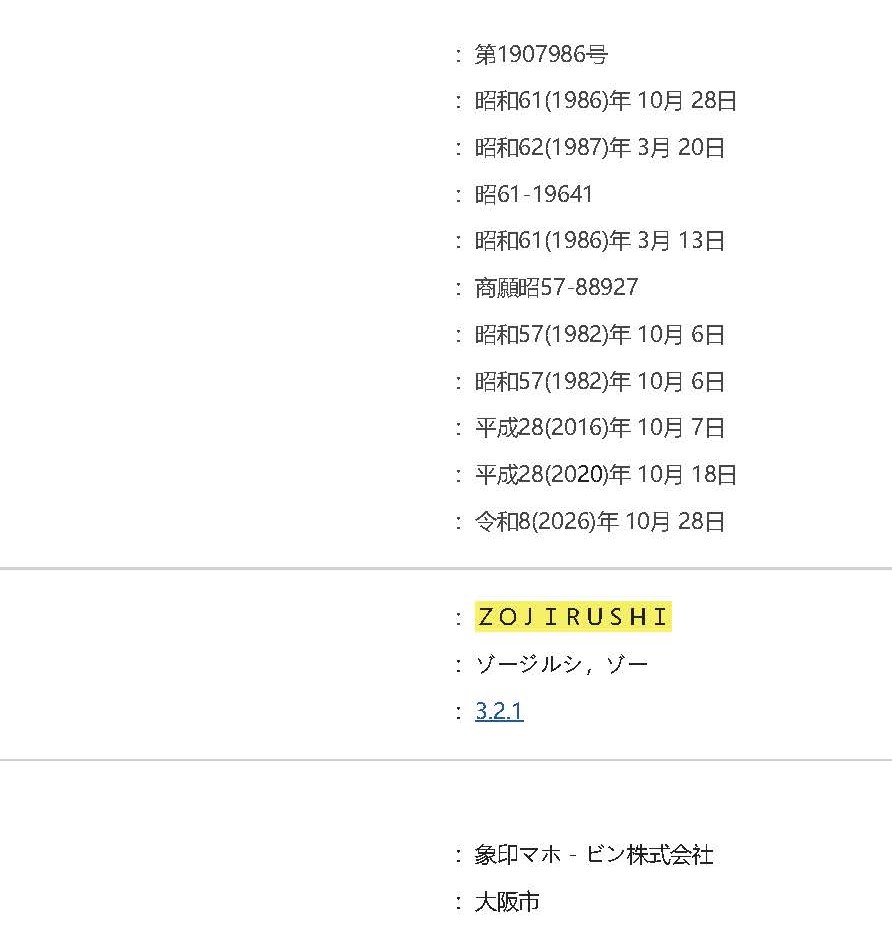 : 第1907986号
: 昭和61(1986)年 10月 28日
: 昭和62(1987)年 3月 20日
: 昭61-19641
: 昭和61(1986)年 3月 13日
: 商願昭57-88927
: 昭和57(1982)年 10月 6日
: 昭和57(1982)年 10月 6日
: 平成28(2016)年 10月 7日
: 平成28(2020)年 10月 18日
: 令和8(2026)年 10月 28日
: ＺＯＪＩＲＵＳＨＩ
: ゾージルシ，ゾー
: 3.2.1
: 象印マホ－ビン株式会社
: 大阪市